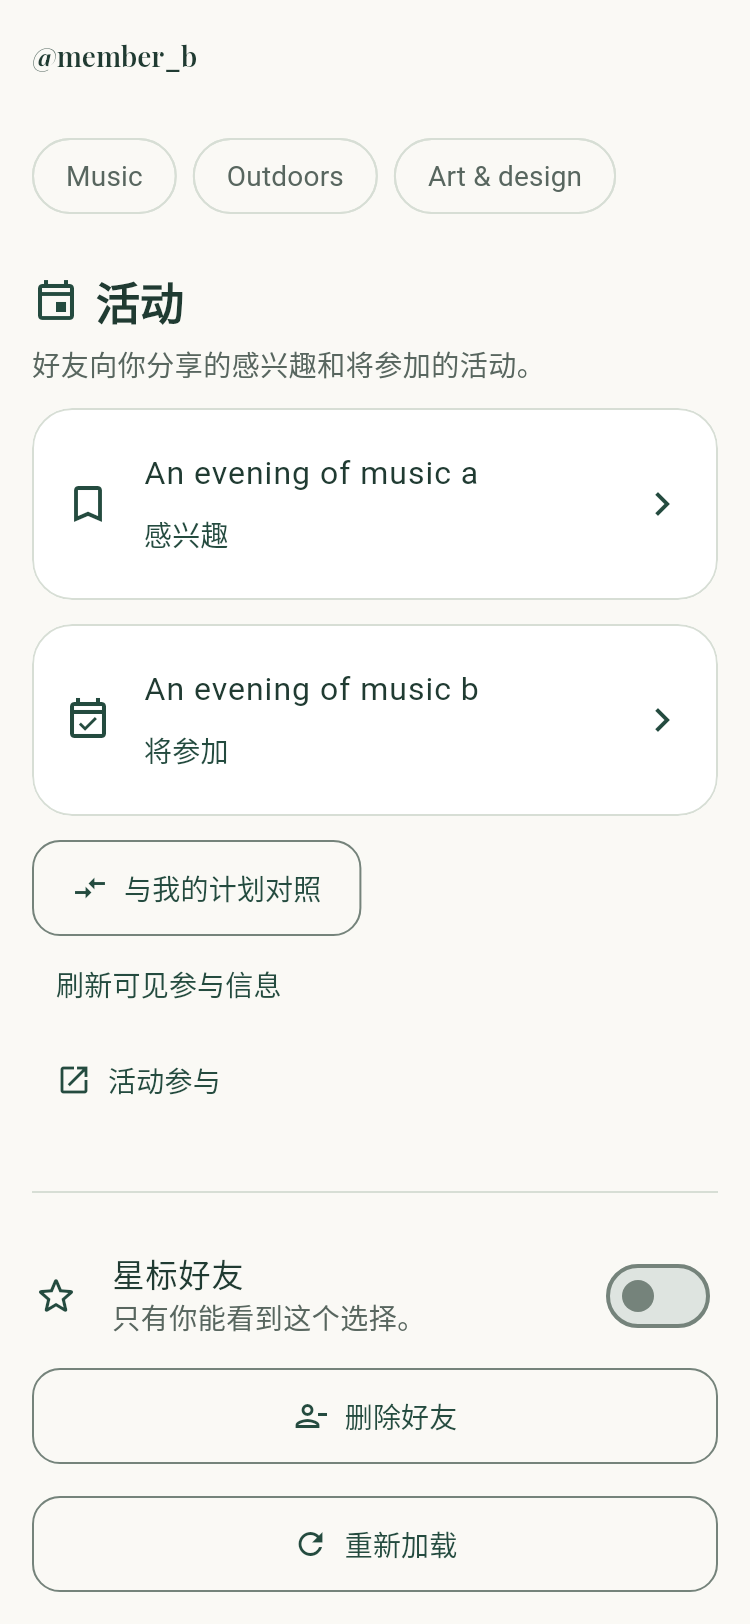 @member_b
Music
Outdoors
Art & design
活动
好友向你分享的感兴趣和将参加的活动。
An evening of music a
感兴趣
An evening of music b
将参加
与我的计划对照
刷新可见参与信息
活动参与
星标好友
只有你能看到这个选择。
删除好友
重新加载